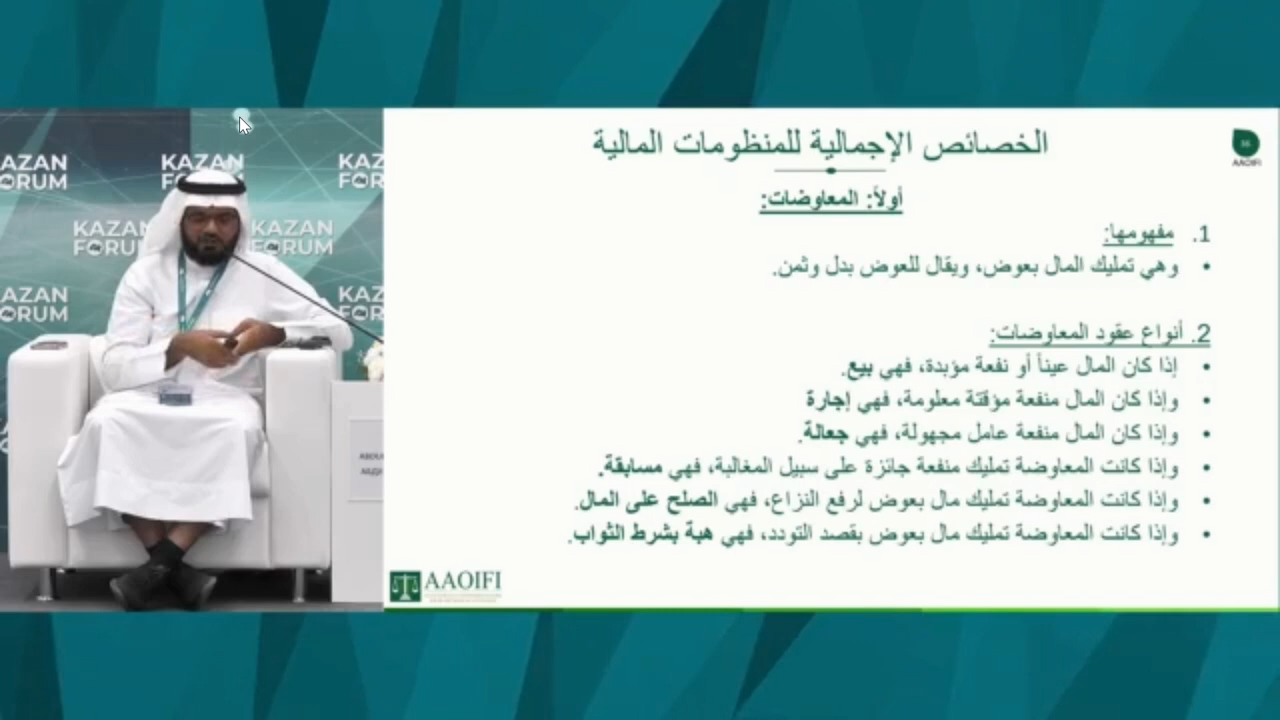 KAZAN KAZAN KAZAN
FORUM FORUM FOR
KAZAN KAZAN
FORUM FORUM
KAZAN
FORUM
الخصائص الإجمالية للمنظومات المالية
AAOIFI
أولاً: المعاوضات:
1. مفهومها:
• وهي تمليك المال بعوض، ويقال للعوض بدل وثمن.
2. أنواع عقود المعاوضات:
• إذا كان المال عيناً أو نفعة مؤبدة، فهي بيع.
• وإذا كان المال منفعة مؤقتة معلومة، فهي إجارة
• وإذا كان المال منفعة عامل مجهولة، فهي جعالة.
• وإذا كانت المعاوضة تمليك منفعة جائزة على سبيل المغالبة، فهي مسابقة.
• وإذا كانت المعاوضة تمليك مال بعوض لرفع النزاع، فهي الصلح على المال.
• وإذا كانت المعاوضة تمليك مال بعوض بقصد التودد، فهي هبة بشرط الثواب.
AAOIFI